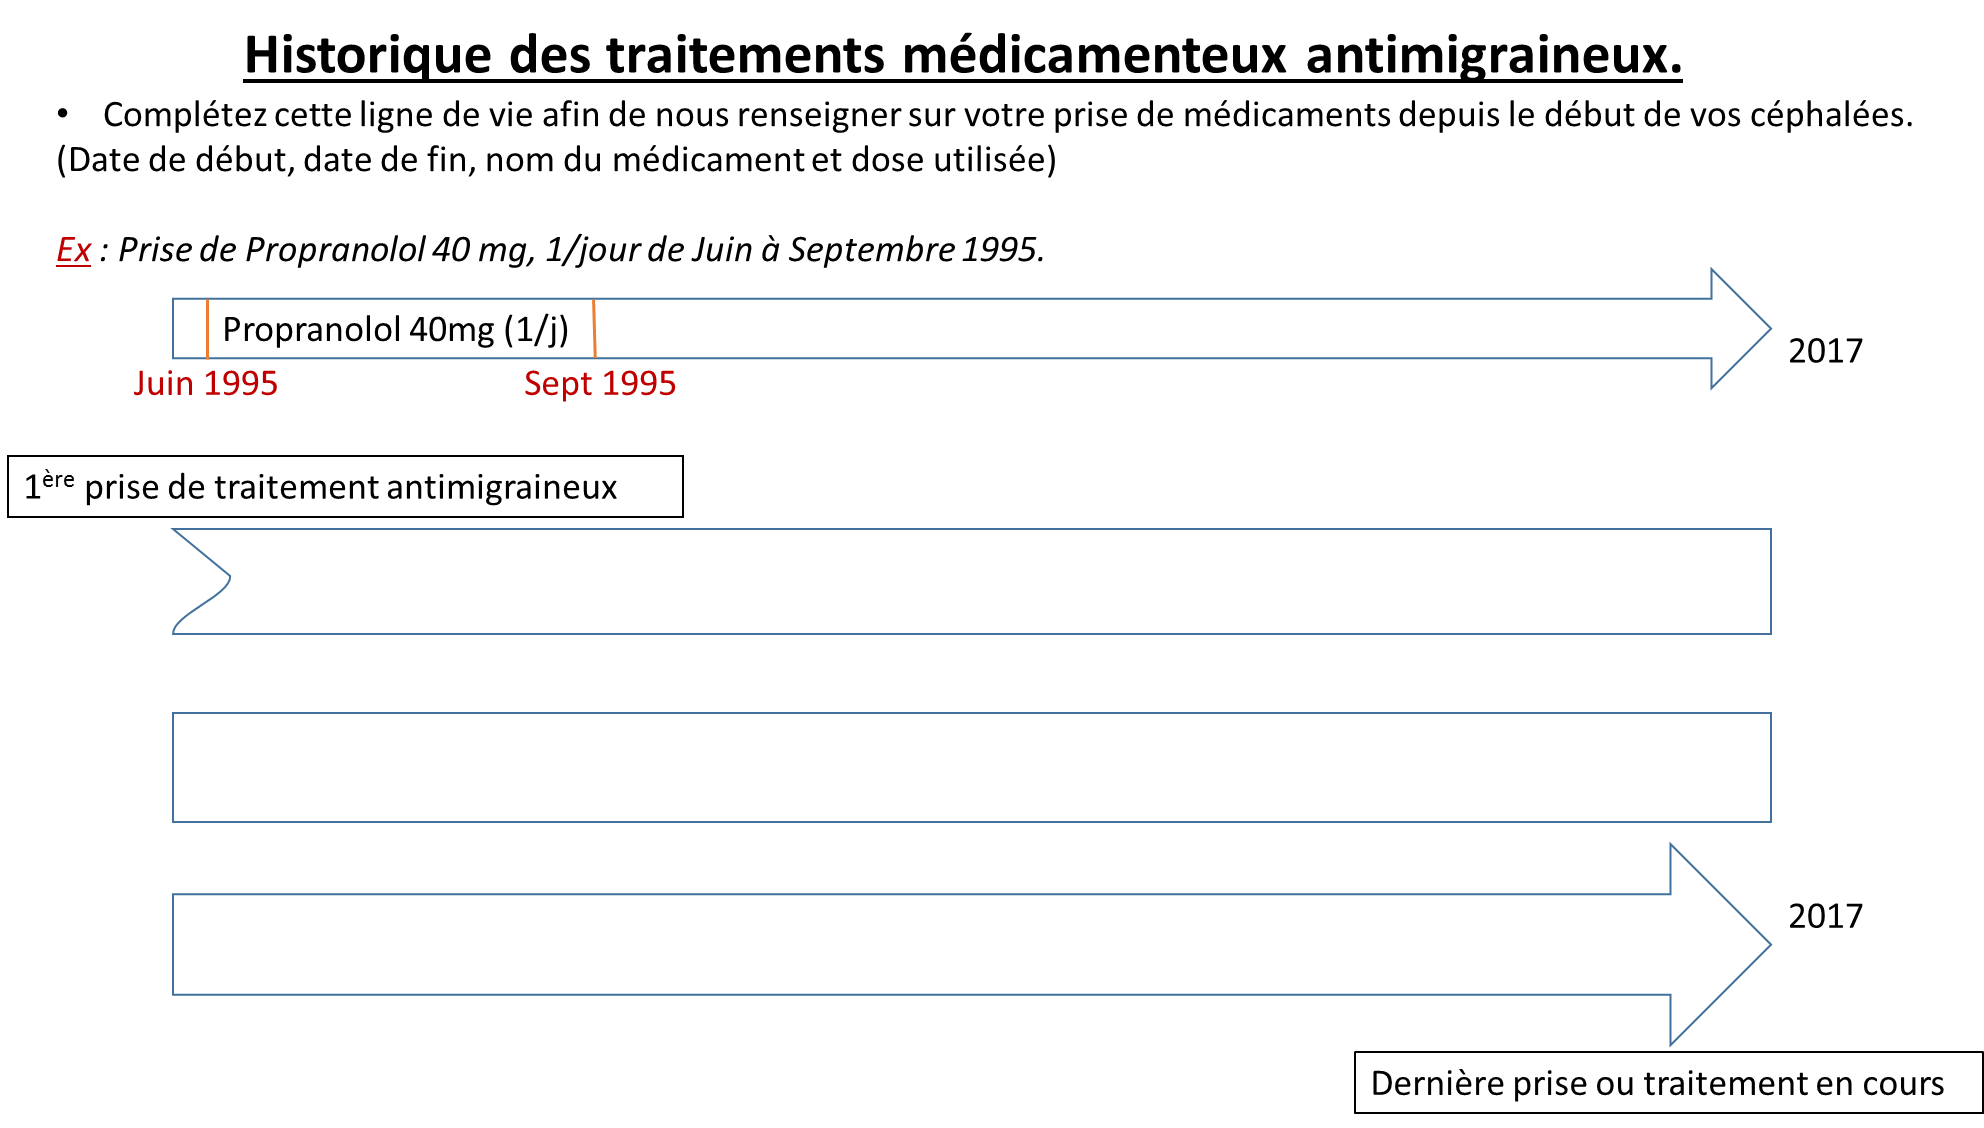 Historique des traitements médicamenteux antimigraineux.
• Complétez cette ligne de vie afin de nous renseigner sur votre prise de médicaments depuis le début de vos céphalées.
(Date de début, date de fin, nom du médicament et dose utilisée)
Ex : Prise de Propranolol 40 mg, 1/jour de Juin à Septembre 1995.
Propranolol 40mg (1/j)
2017
Juin 1995
Sept 1995
1ère prise de traitement antimigraineux
2017
Dernière prise ou traitement en cours